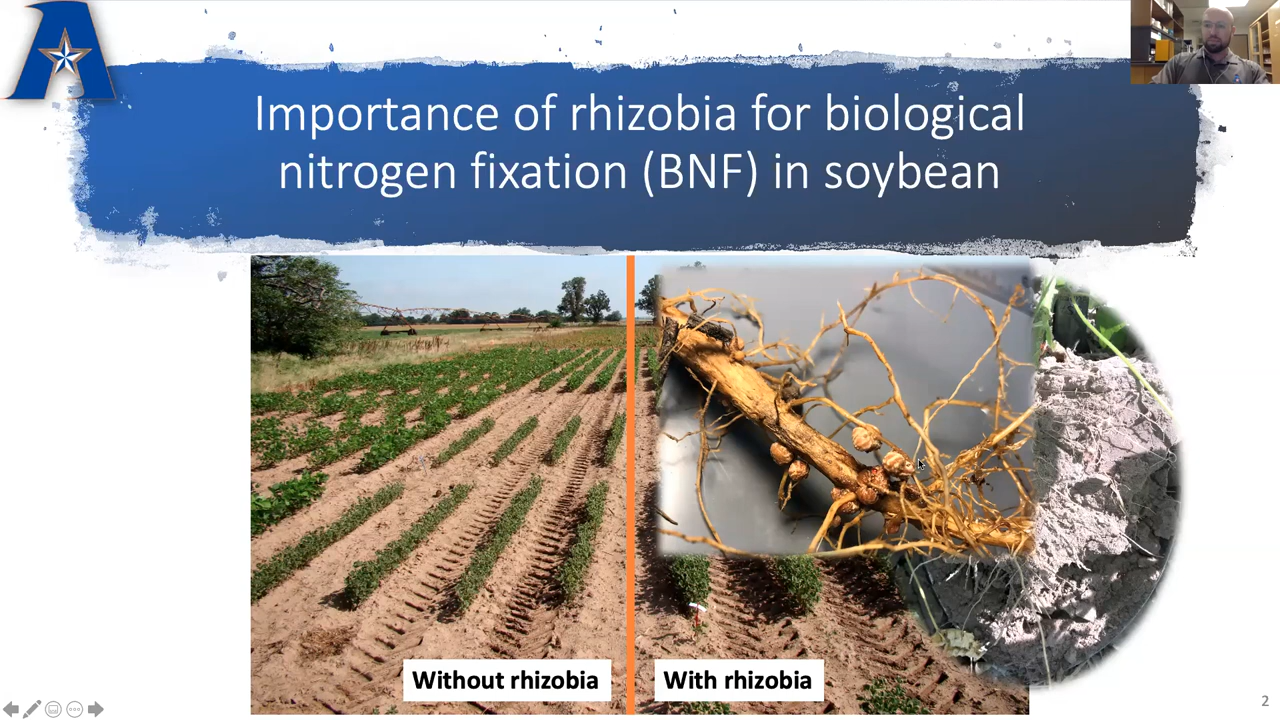 Importance of rhizobia for biological
nitrogen fixation (BNF) in soybean
Without rhizobia
With rhizobia
2